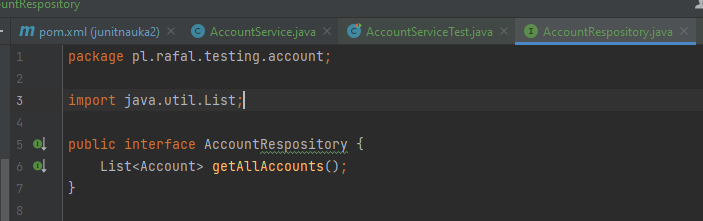 ountRespository
pom.xml (junitnauka2)
AccountService.java
AccountServiceTest.java
AccountRespository.java
1 package pl.rafal.testing.account;
2
3 import java.util.List;
4
5 public interface AccountRespository {
6 List<Account> getAllAccounts();
7 }
8